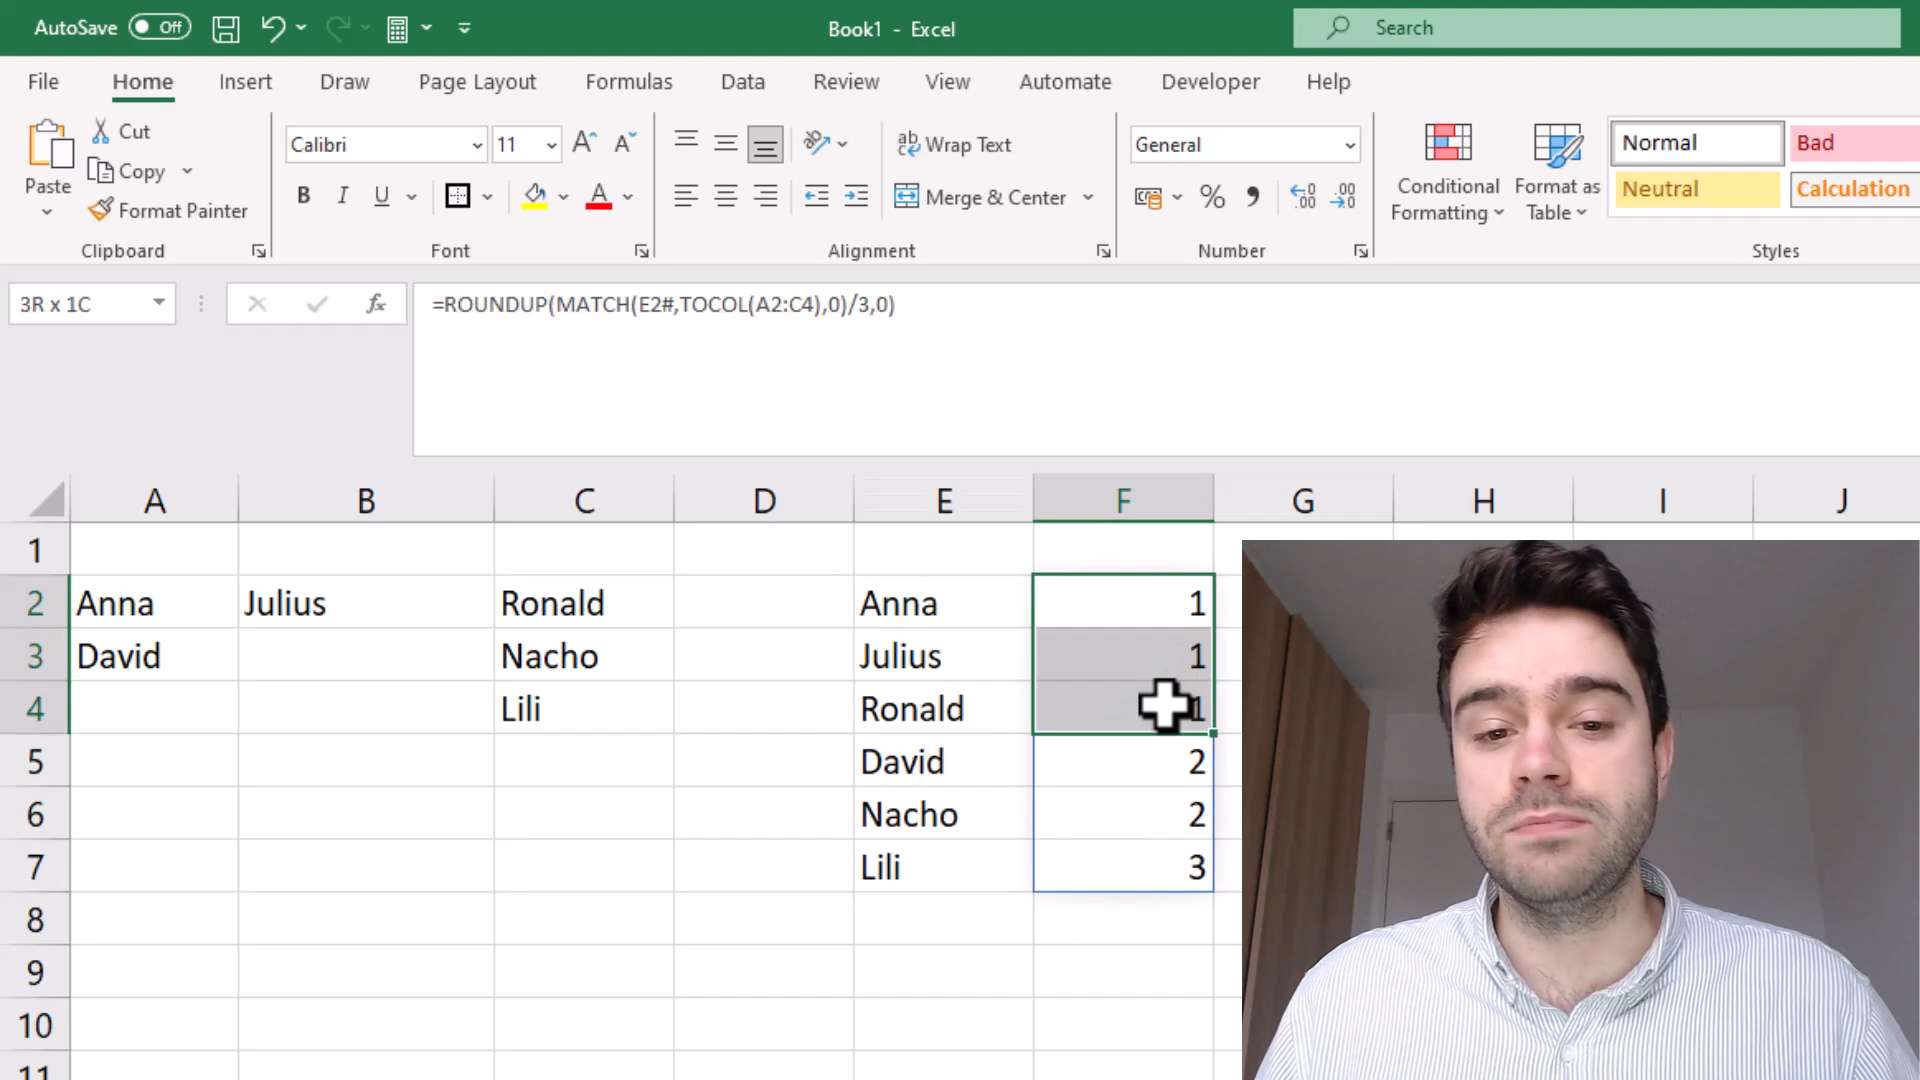 AutoSave Off Book1 - Excel Search
File Home Insert Draw Page Layout Formulas Data Review View Automate Developer Help
Paste
Cut
Copy
Format Painter
Clipboard
Calibri 11
B I U A
Font
Wrap Text
Merge & Center
Alignment
General
%
Number
Conditional Formatting
Format as Table
Normal Bad
Neutral Calculation
Styles
3R x 1C fx =ROUNDUP(MATCH(E2#,TOCOL(A2:C4),0)/3,0)
A B C D E F G H I J
1
2 Anna Julius Ronald Anna 1
3 David Nacho Julius 1
4 Lili Ronald 1
5 David 2
6 Nacho 2
7 Lili 3
8
9
10
11